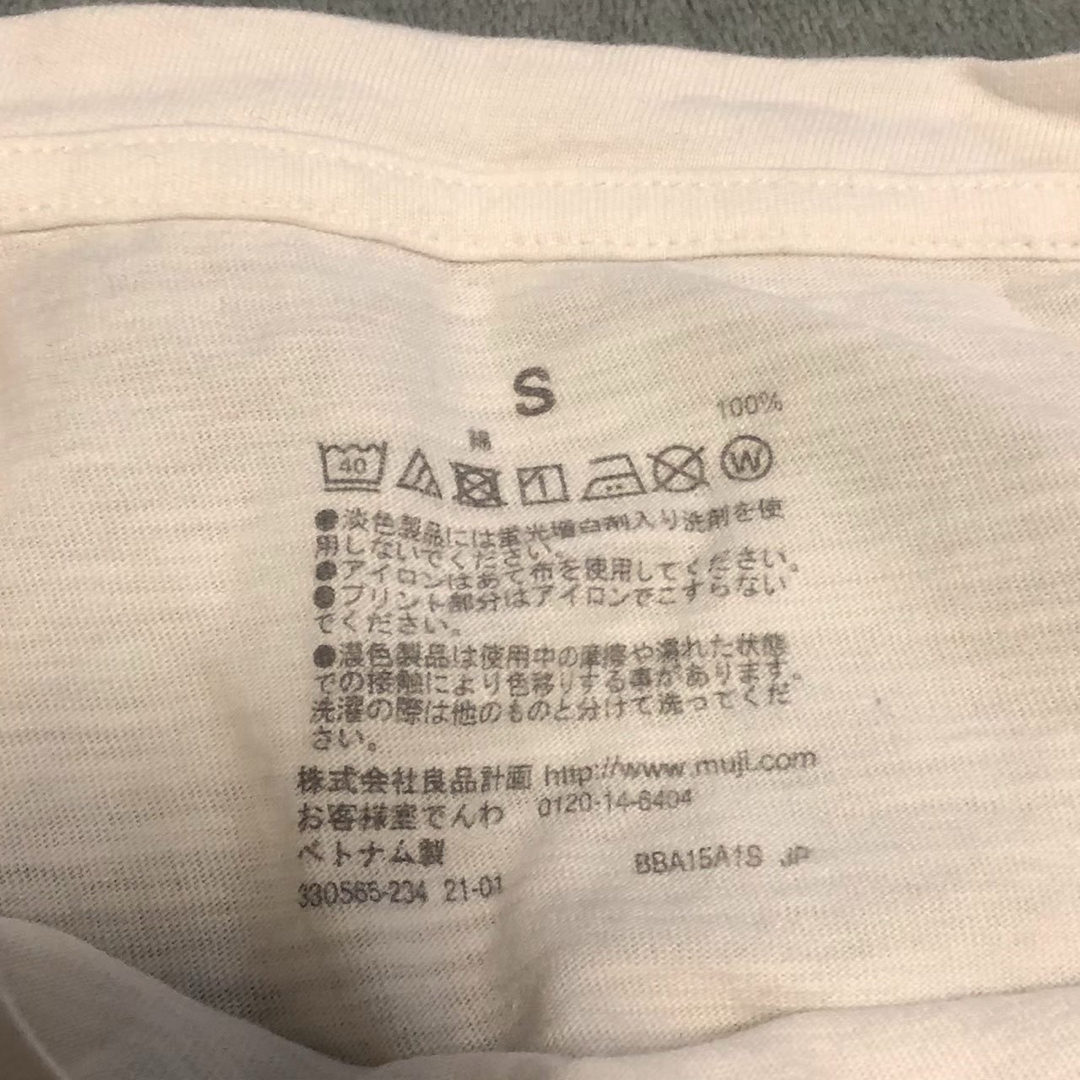 S
綿 100%
40 W
●淡色製品には蛍光増白剤入り洗剤を使
用しないでください。
●アイロンはあて布を使用してください。
●プリント部分はアイロンでこすらない
でください。
●濃色製品は使用中の摩擦や濡れた状態
での接触により色移りする事があります。
洗濯の際は他のものと分けて洗ってくだ
さい。
株式会社良品計画 http://www.muji.com
お客様室でんわ 0120-14-6404
ベトナム製
BBA15A1S JP
330565-234 21-01